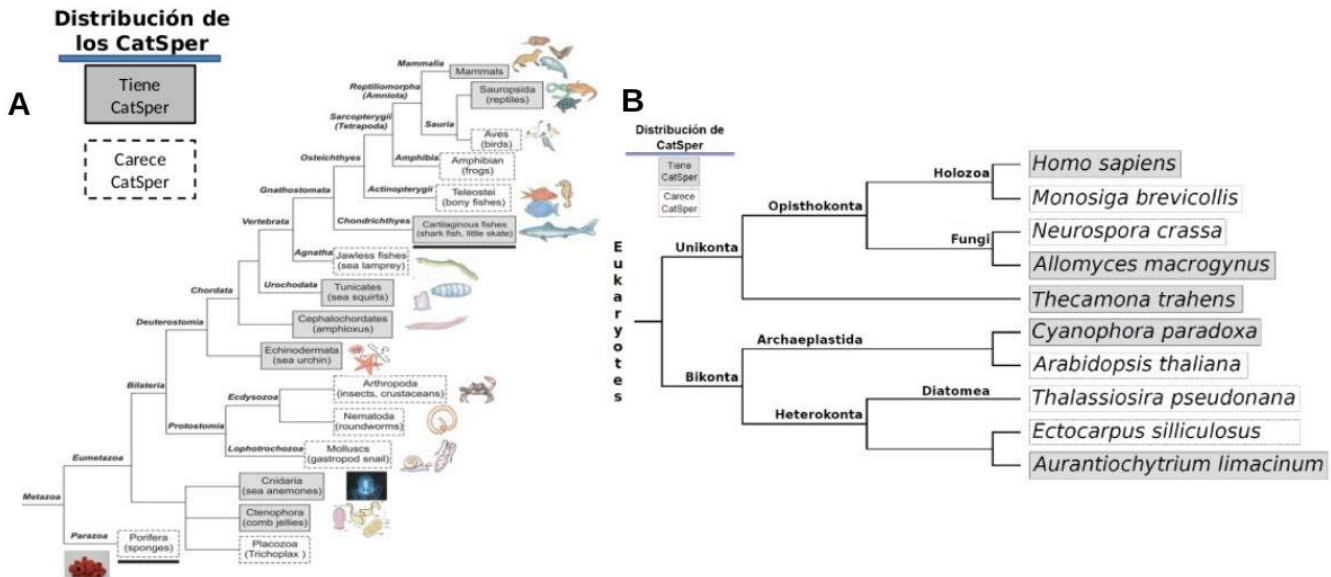 Distribución de
los CatSper
Tiene
CatSper
Carece
CatSper
A
Mammalia
Mammals
Reptiliomorpha
(Amniota)
Sauropsida
(reptiles)
Sarcopterygii
(Tetrapoda)
Sauria
Aves
(birds)
Osteichthyes
Amphibia
Amphibian
(frogs)
Gnathostomata
Actinopterygii
Teleostei
(bony fishes)
Vertebrata
Chondrichthyes
Cartilaginous fishes
(shark fish, little skate)
Agnatha
Jawless fishes
(sea lamprey)
Chordata
Urochodata
Tunicates
(sea squirts)
Deuterostomia
Cephalochordates
(amphioxus)
Echinodermata
(sea urchin)
Bilateria
Ecdysozoa
Arthropoda
(insects, crustaceans)
Protostomia
Nematoda
(roundworms)
Lophotrochozoa
Molluscs
(gastropod snail)
Eumetazoa
Cnidaria
(sea anemones)
Metazoa
Ctenophora
(comb jellies)
Parazoa
Porifera
(sponges)
Placozoa
(Trichoplax )
B
Distribución de
CatSper
Tiene
CatSper
Carece
CatSper
Eukaryotes
Unikonta
Opisthokonta
Holozoa
Homo sapiens
Monosiga brevicollis
Fungi
Neurospora crassa
Allomyces macrogynus
Thecamona trahens
Bikonta
Archaeplastida
Cyanophora paradoxa
Arabidopsis thaliana
Heterokonta
Diatomea
Thalassiosira pseudonana
Ectocarpus silliculosus
Aurantiochytrium limacinum